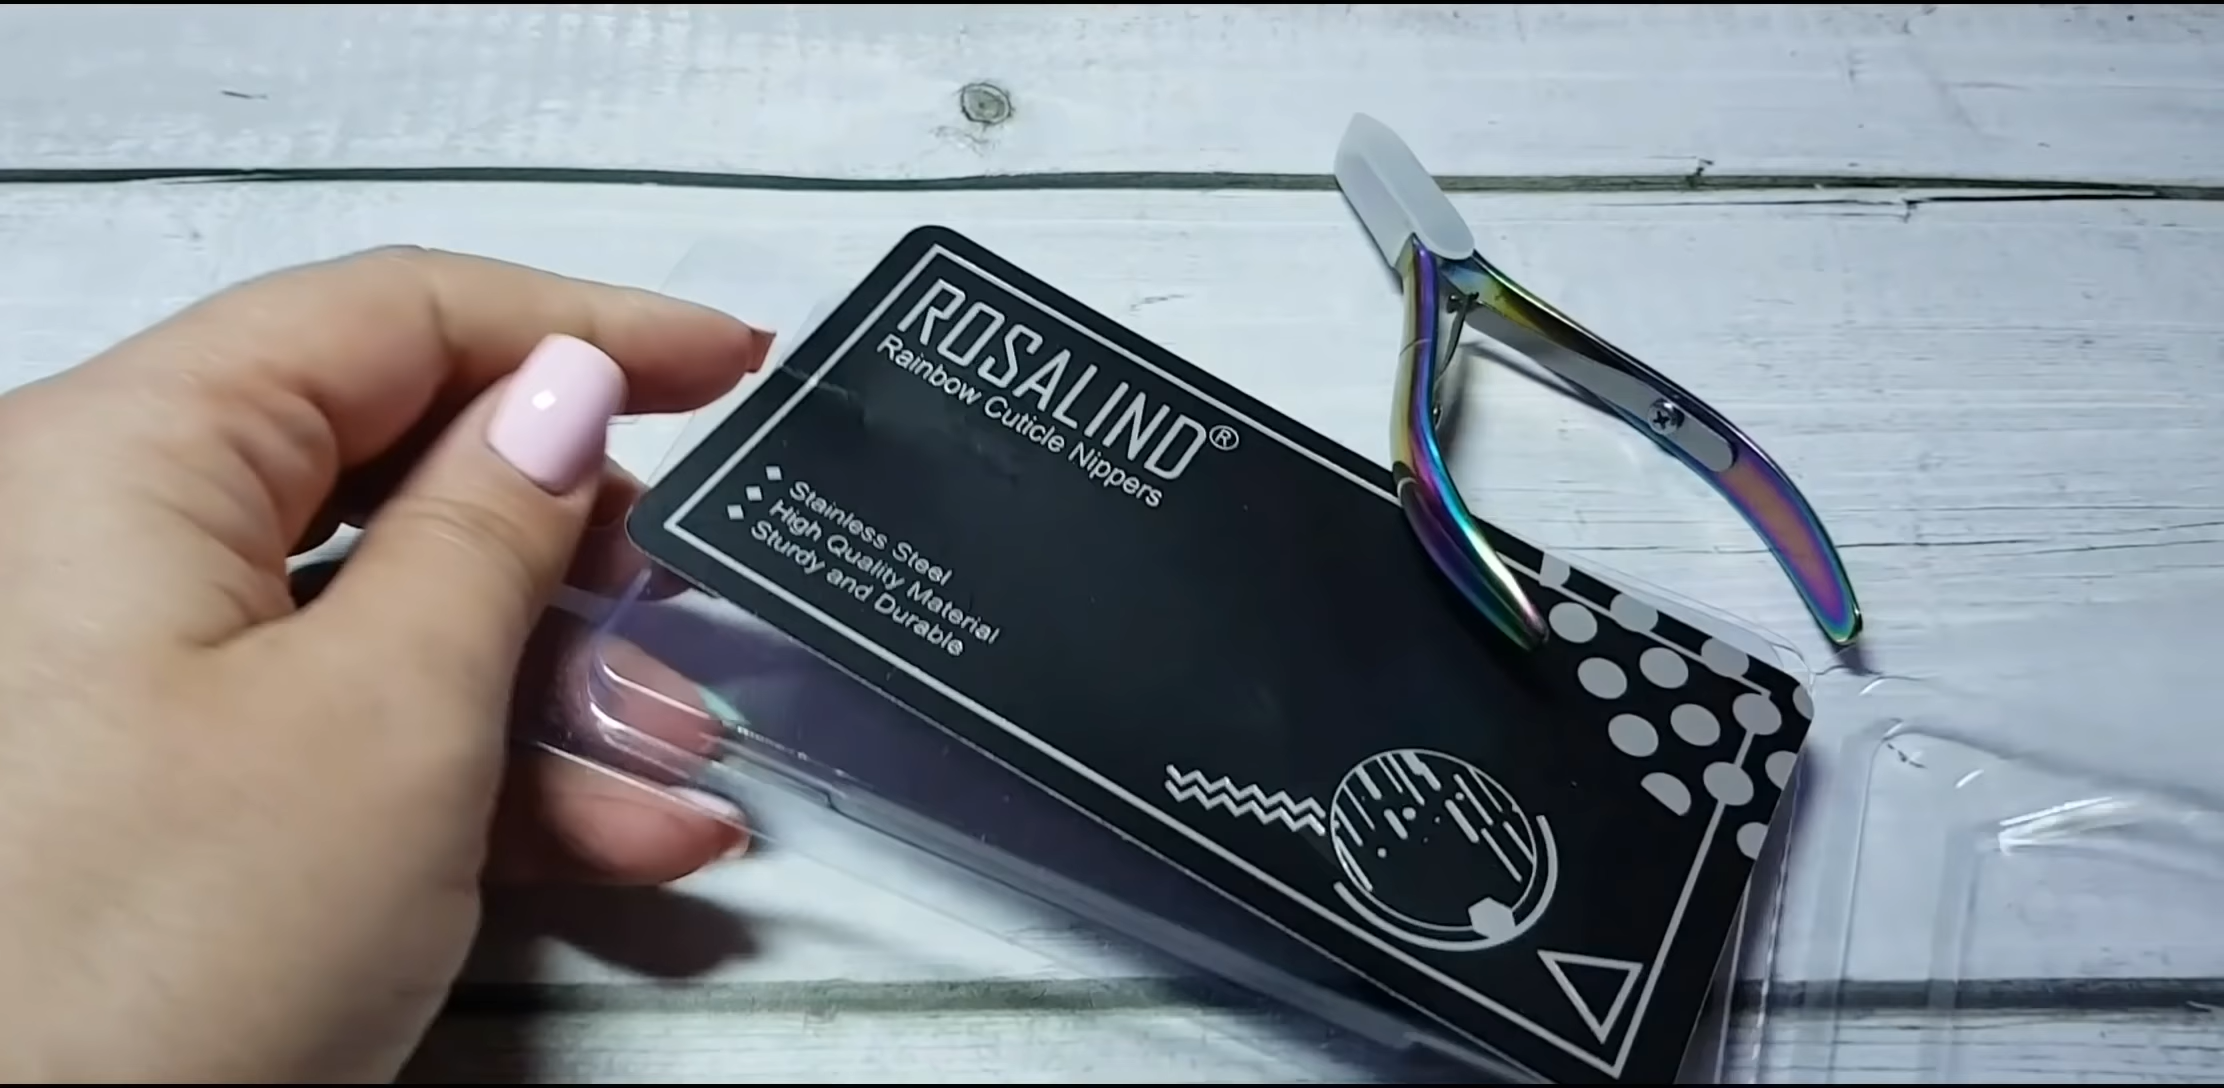 ROSALIND®
Rainbow Cuticle Nippers
Stainless Steel
High Quality Material
Sturdy and Durable